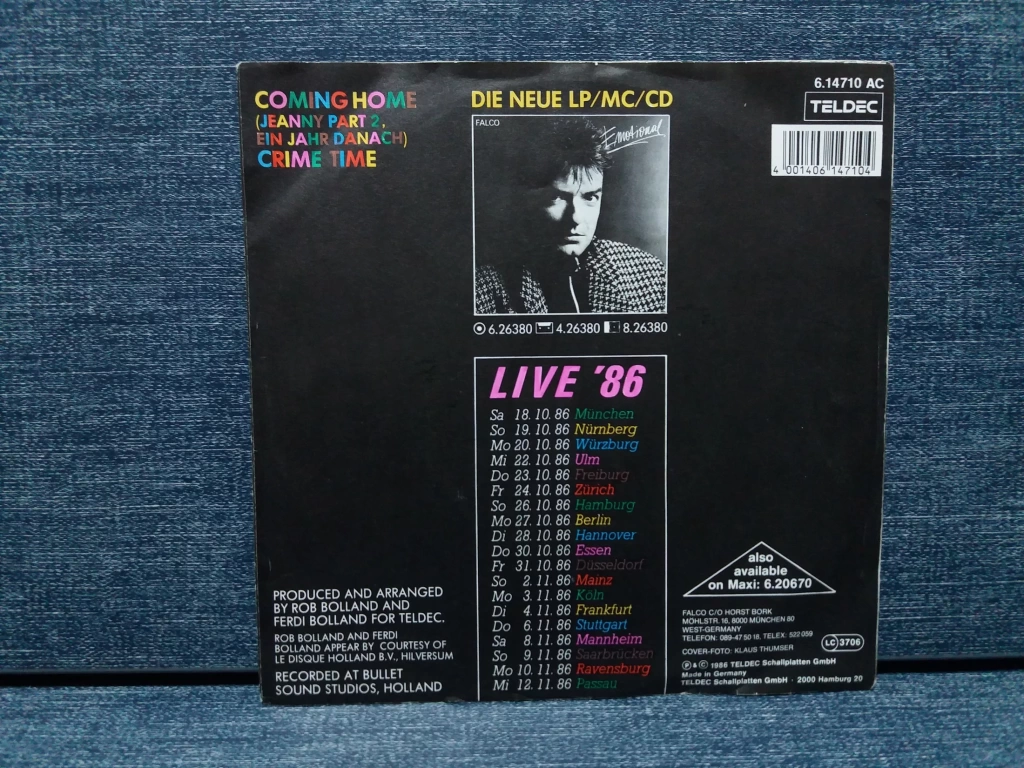 COMING HOME
(JEANNY PART 2,
EIN JAHR DANACH)
CRIME TIME
DIE NEUE LP/MC/CD
FALCO
Emotional
6.26380 4.26380 8.26380
6.14710 AC
TELDEC
4 001406 147104
LIVE '86
Sa 18. 10. 86 München
So 19. 10. 86 Nürnberg
Mo 20. 10. 86 Würzburg
Mi 22. 10. 86 Ulm
Do 23. 10. 86 Freiburg
Fr 24. 10. 86 Zürich
So 26. 10. 86 Hamburg
Mo 27. 10. 86 Berlin
Di 28. 10. 86 Hannover
Do 30. 10. 86 Essen
Fr 31. 10. 86 Düsseldorf
So 2. 11. 86 Mainz
Mo 3. 11. 86 Köln
Di 4. 11. 86 Frankfurt
Do 6. 11. 86 Stuttgart
Sa 8. 11. 86 Mannheim
So 9. 11. 86 Saarbrücken
Mo 10. 11. 86 Ravensburg
Mi 12. 11. 86 Passau
PRODUCED AND ARRANGED
BY ROB BOLLAND AND
FERDI BOLLAND FOR TELDEC.
ROB BOLLAND AND FERDI
BOLLAND APPEAR BY COURTESY OF
LE DISQUE HOLLAND B.V., HILVERSUM
RECORDED AT BULLET
SOUND STUDIOS, HOLLAND
also
available
on Maxi: 6.20670
FALCO C/O HORST BORK
MÖHLSTR. 16, 8000 MÜNCHEN 80
WEST-GERMANY
TELEFON: 089-47 50 18. TELEX: 522 059
COVER-FOTO: KLAUS THUMSER
LC 3706
℗ & © 1986 TELDEC Schallplatten GmbH
Made in Germany
TELDEC Schallplatten GmbH · 2000 Hamburg 20